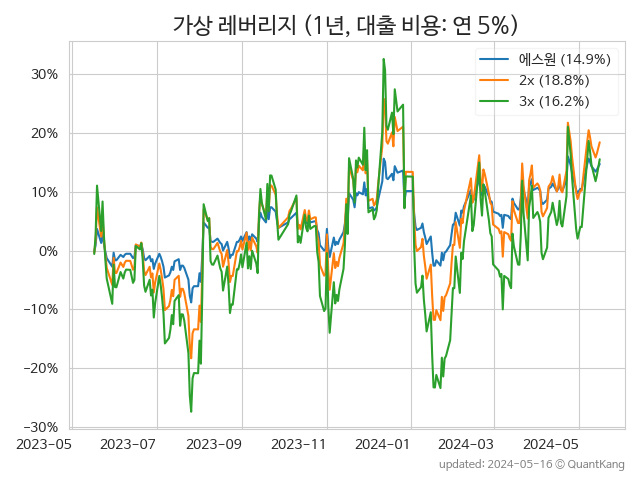 가상 레버리지 (1년, 대출 비용: 연 5%)
에스원 (14.9%)
2x (18.8%)
3x (16.2%)
30%
20%
10%
0%
−10%
−20%
−30%
2023-05
2023-07
2023-09
2023-11
2024-01
2024-03
2024-05
updated: 2024-05-16 © QuantKang